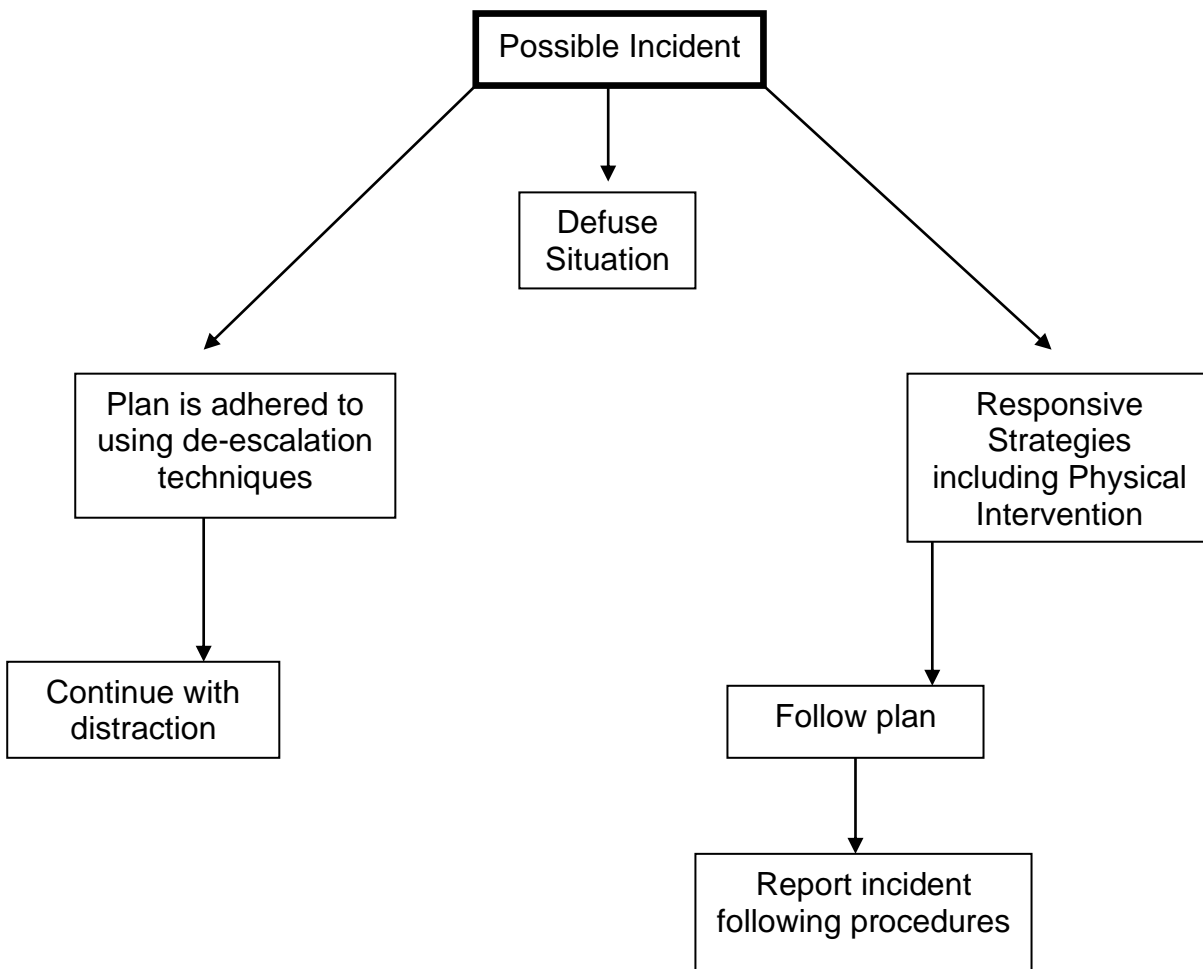 Possible Incident
Defuse
Situation
Plan is adhered to
using de-escalation
techniques
Responsive
Strategies
including Physical
Intervention
Continue with
distraction
Follow plan
Report incident
following procedures